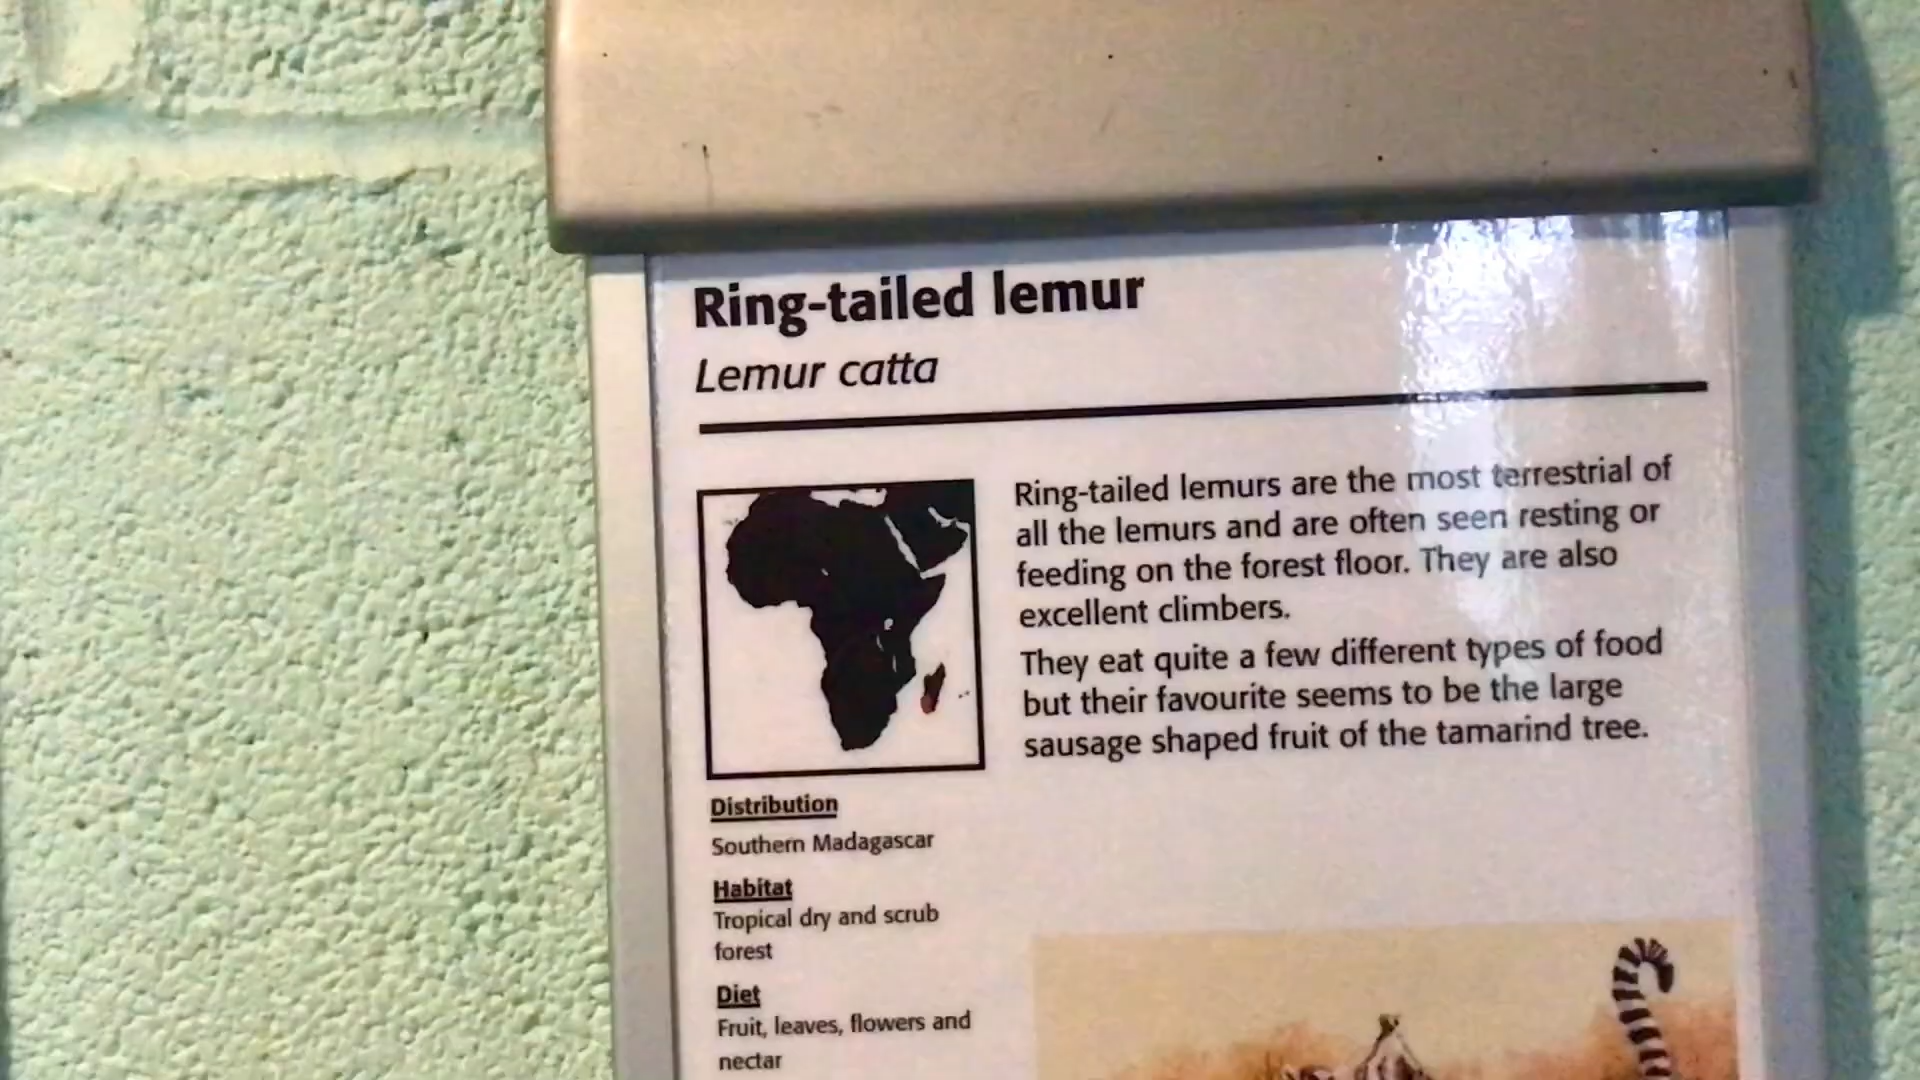 Ring-tailed lemur
Lemur catta
Ring-tailed lemurs are the most terrestrial of
all the lemurs and are often seen resting or
feeding on the forest floor. They are also
excellent climbers.
They eat quite a few different types of food
but their favourite seems to be the large
sausage shaped fruit of the tamarind tree.
Distribution
Southern Madagascar
Habitat
Tropical dry and scrub
forest
Diet
Fruit, leaves, flowers and
nectar